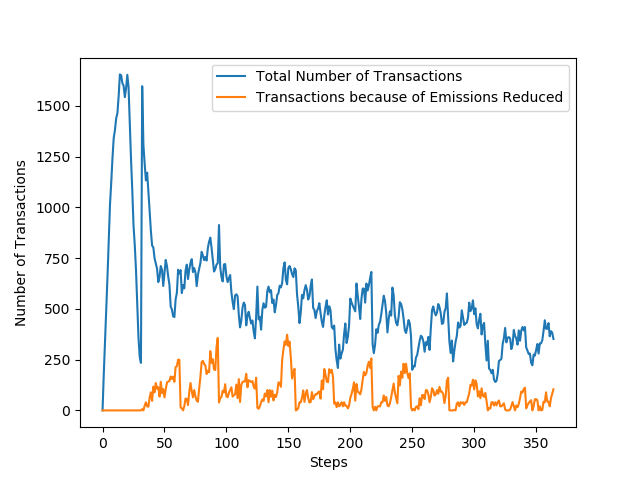 Total Number of Transactions
Transactions because of Emissions Reduced
1500
1250
1000
750
500
250
0
Number of Transactions
0 50 100 150 200 250 300 350
Steps